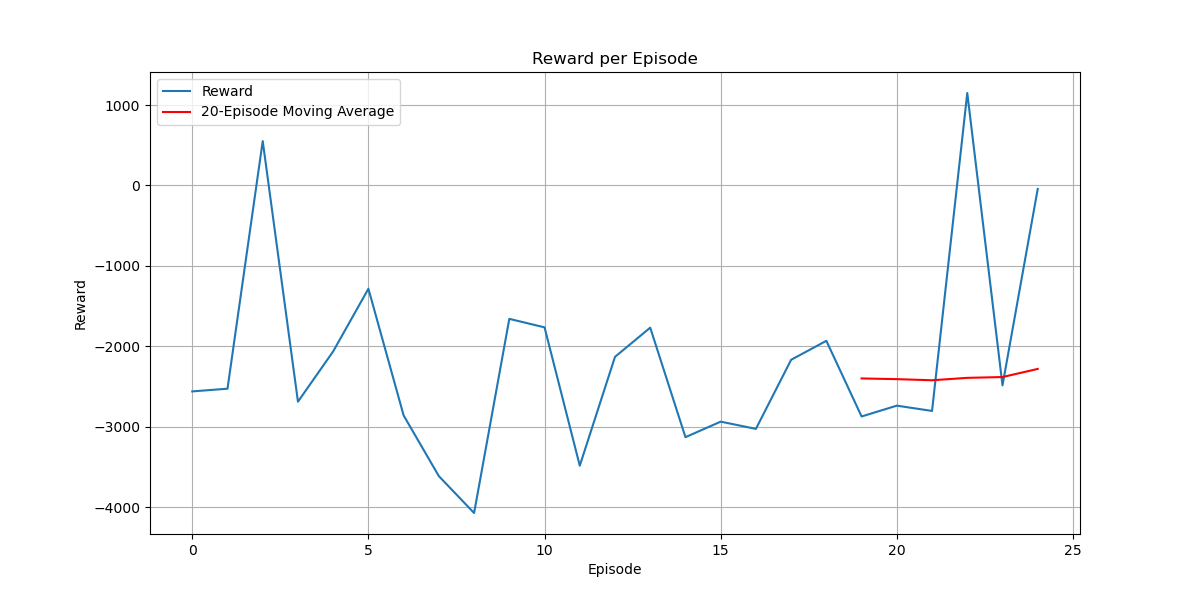 Reward per Episode
Reward
20-Episode Moving Average
1000
0
−1000
−2000
−3000
−4000
Reward
0
5
10
15
20
25
Episode